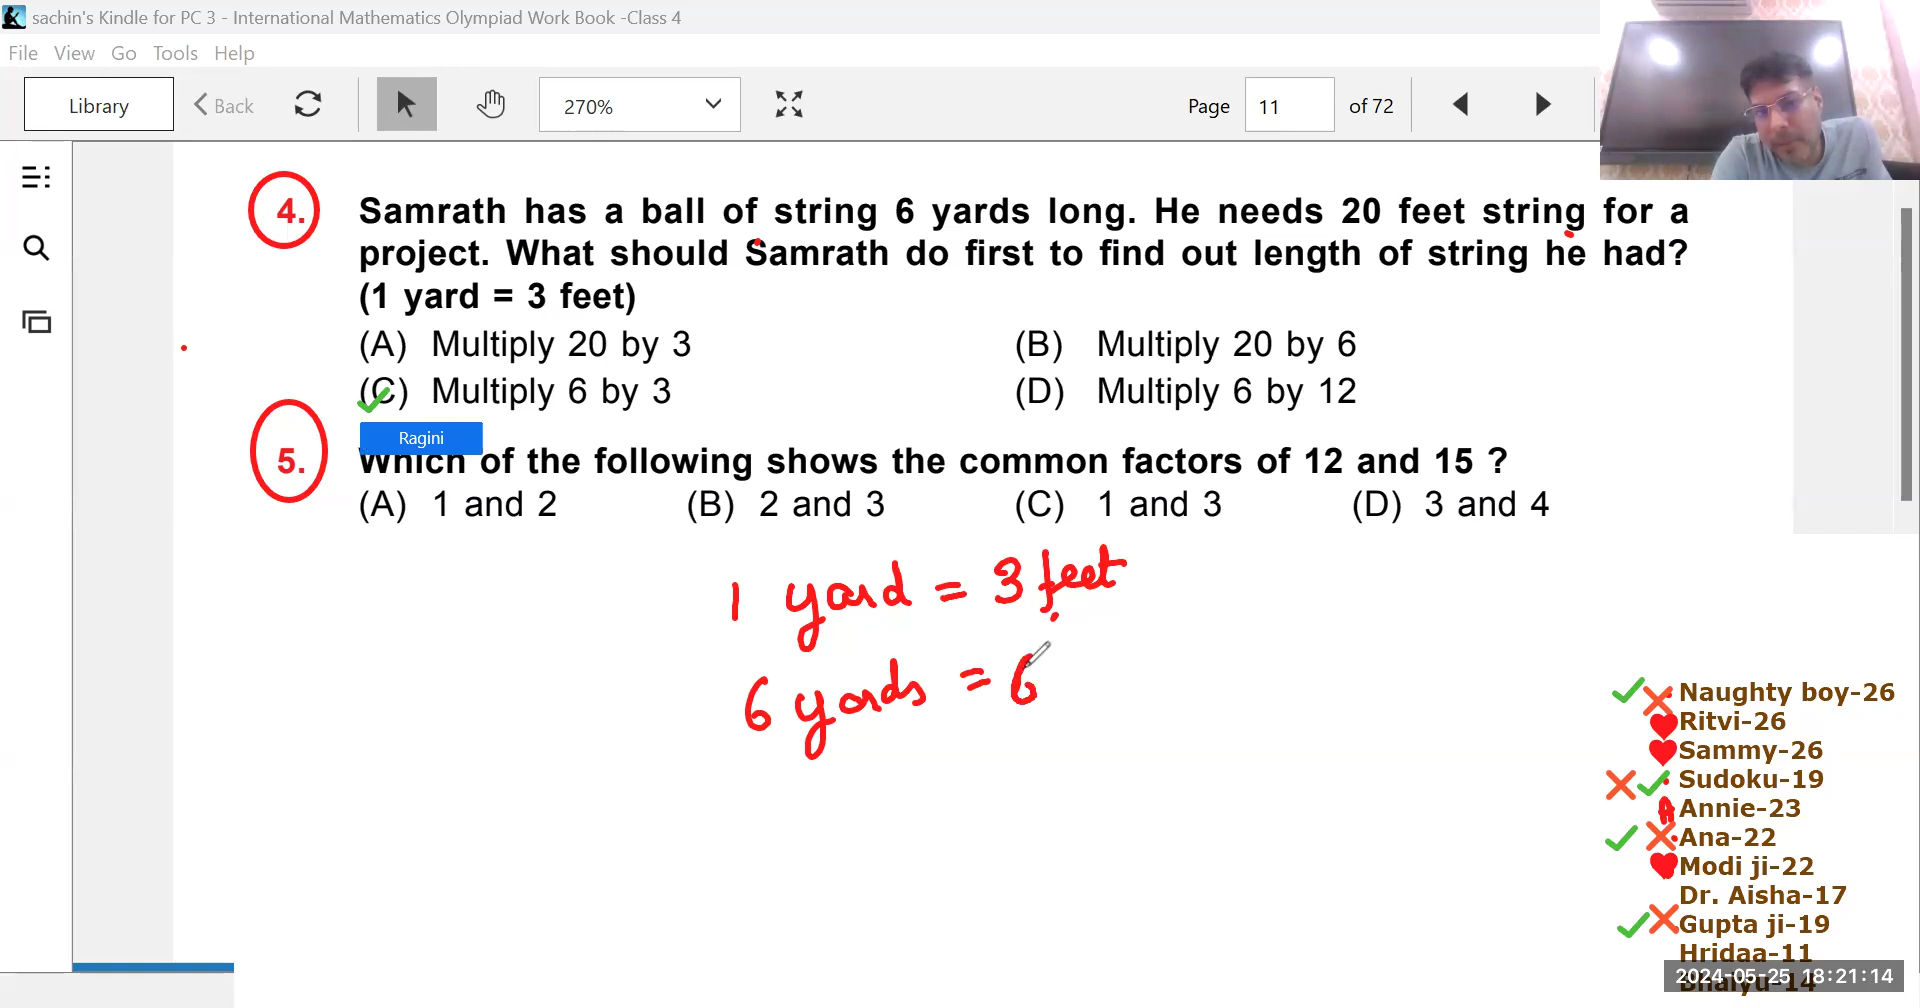 sachin's Kindle for PC 3 - International Mathematics Olympiad Work Book -Class 4
File View Go Tools Help
Library Back 270% Page 11 of 72
4. Samrath has a ball of string 6 yards long. He needs 20 feet string for a
project. What should Samrath do first to find out length of string he had?
(1 yard = 3 feet)
(A) Multiply 20 by 3 (B) Multiply 20 by 6
(C) Multiply 6 by 3 (D) Multiply 6 by 12
Ragini
5. Which of the following shows the common factors of 12 and 15 ?
(A) 1 and 2 (B) 2 and 3 (C) 1 and 3 (D) 3 and 4
1 yard = 3 feet
6 yards = 6
Naughty boy-26
Ritvi-26
Sammy-26
Sudoku-19
Annie-23
Ana-22
Modi ji-22
Dr. Aisha-17
Gupta ji-19
Hridaa-11
2024-05-25 18:21:14
Bhaiyu-14